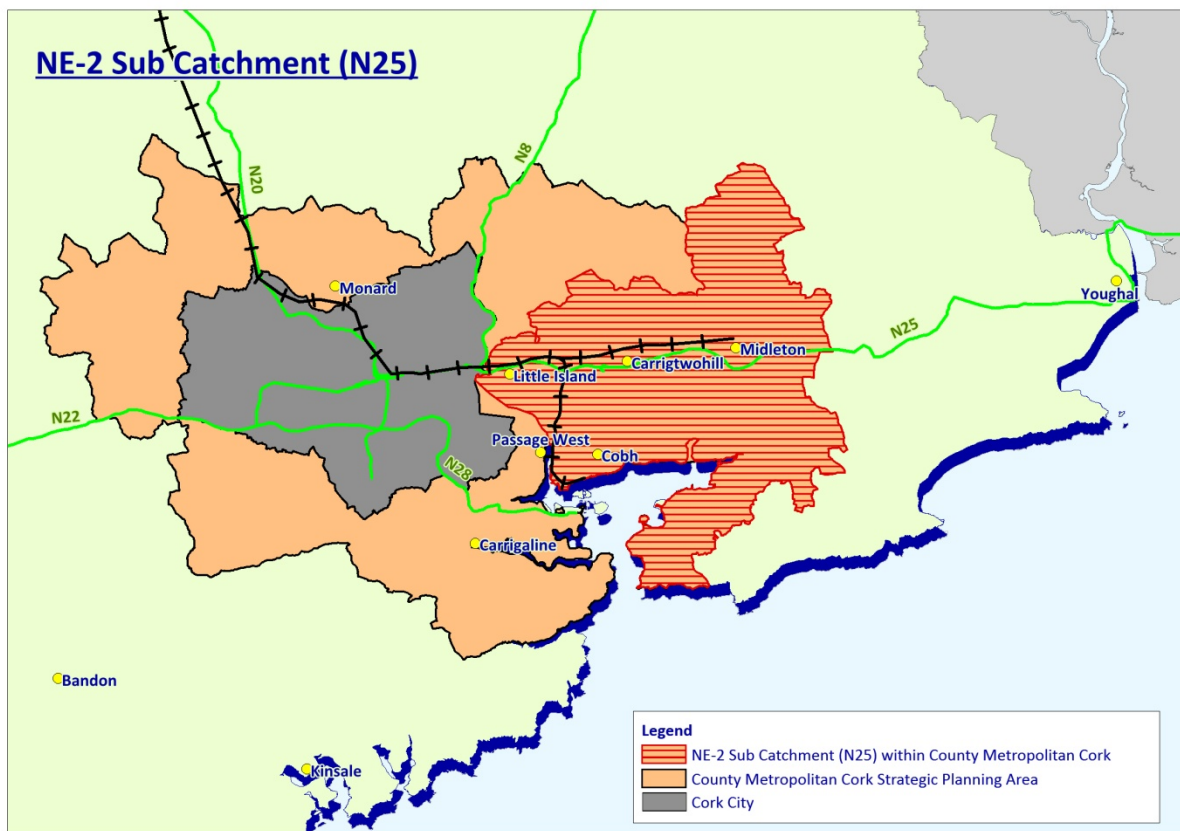 NE-2 Sub Catchment (N25)
N8
N20
Monard
Youghal
N25
Midleton
Carrigtwohill
Little Island
N22
Passage West
Cobh
N28
Carrigaline
Bandon
Kinsale
Legend
NE-2 Sub Catchment (N25) within County Metropolitan Cork
County Metropolitan Cork Strategic Planning Area
Cork City